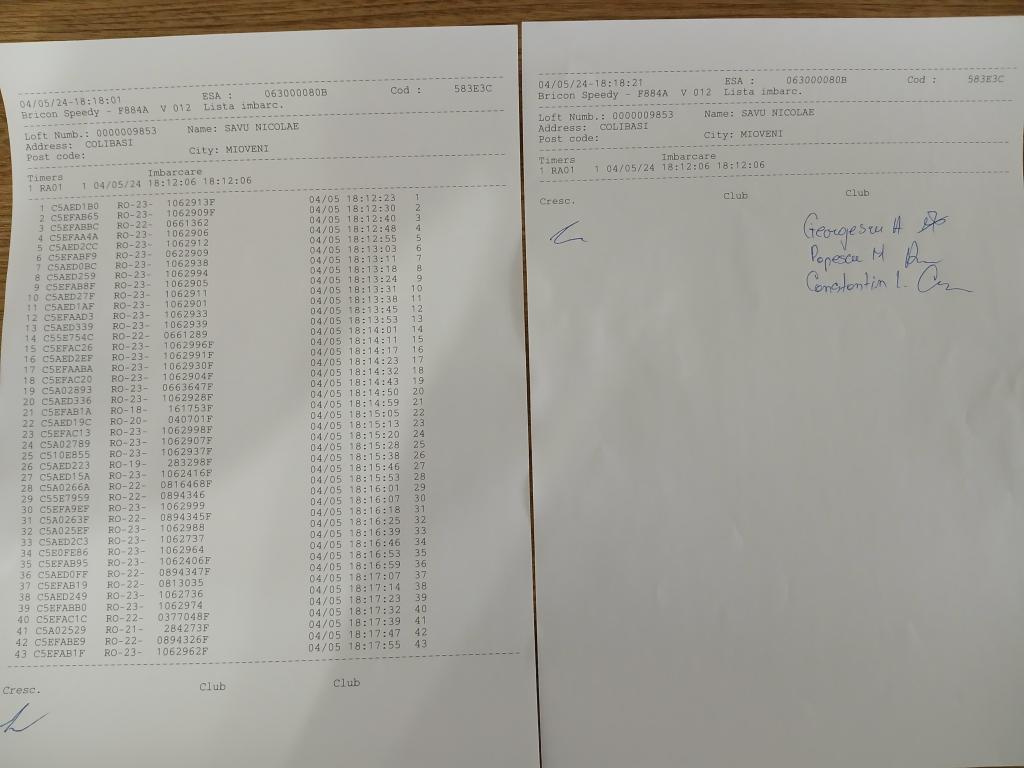 04/05/24-18:18:01 ESA : 063000080B Cod : 583E3C
Bricon Speedy - F884A V 012 Lista imbarc.
Loft Numb.: 0000009853 Name: SAVU NICOLAE
Address: COLIBASI
Post code: City: MIOVENI
Timers Imbarcare
1 RA01 1 04/05/24 18:12:06 18:12:06
1 C5AED1B0 RO-23- 1062913F 04/05 18:12:23 1
2 C5EFAB65 RO-23- 1062909F 04/05 18:12:30 2
3 C5EFABBC RO-22- 0661362 04/05 18:12:40 3
4 C5EFAA4A RO-23- 1062906 04/05 18:12:48 4
5 C5AED2CC RO-23- 1062912 04/05 18:12:55 5
6 C5EFABF9 RO-23- 0622909 04/05 18:13:03 6
7 C5AED0BC RO-23- 1062938 04/05 18:13:11 7
8 C5AED259 RO-23- 1062994 04/05 18:13:18 8
9 C5EFAB8F RO-23- 1062905 04/05 18:13:24 9
10 C5AED27F RO-23- 1062911 04/05 18:13:31 10
11 C5AED1AF RO-23- 1062901 04/05 18:13:38 11
12 C5EFAAD3 RO-23- 1062933 04/05 18:13:45 12
13 C5AED339 RO-23- 1062939 04/05 18:13:53 13
14 C55E754C RO-22- 0661289 04/05 18:14:01 14
15 C5EFAC26 RO-23- 1062996F 04/05 18:14:11 15
16 C5AED2EF RO-23- 1062991F 04/05 18:14:17 16
17 C5EFAABA RO-23- 1062930F 04/05 18:14:23 17
18 C5EFAC20 RO-23- 1062904F 04/05 18:14:32 18
19 C5A02893 RO-23- 0663647F 04/05 18:14:43 19
20 C5AED336 RO-23- 1062928F 04/05 18:14:50 20
21 C5EFAB1A RO-18- 161753F 04/05 18:14:59 21
22 C5AED19C RO-20- 040701F 04/05 18:15:05 22
23 C5EFAC13 RO-23- 1062998F 04/05 18:15:13 23
24 C5A02789 RO-23- 1062907F 04/05 18:15:20 24
25 C510E855 RO-23- 1062937F 04/05 18:15:28 25
26 C5AED223 RO-19- 283298F 04/05 18:15:38 26
27 C5AED15A RO-23- 1062416F 04/05 18:15:46 27
28 C5A0266A RO-22- 0816468F 04/05 18:15:53 28
29 C55E7959 RO-22- 0894346 04/05 18:16:01 29
30 C5EFA9EF RO-23- 1062999 04/05 18:16:07 30
31 C5A0263F RO-22- 0894345F 04/05 18:16:18 31
32 C5A025EF RO-23- 1062988 04/05 18:16:25 32
33 C5AED2C3 RO-23- 1062737 04/05 18:16:39 33
34 C5E0FE86 RO-23- 1062964 04/05 18:16:46 34
35 C5EFAB95 RO-23- 1062406F 04/05 18:16:53 35
36 C5AED0FF RO-22- 0894347F 04/05 18:16:59 36
37 C5EFAB19 RO-22- 0813035 04/05 18:17:07 37
38 C5AED249 RO-23- 1062736 04/05 18:17:14 38
39 C5EFABB0 RO-23- 1062974 04/05 18:17:23 39
40 C5EFAC1C RO-22- 0377048F 04/05 18:17:32 40
41 C5A02529 RO-21- 284273F 04/05 18:17:39 41
42 C5EFABE9 RO-22- 0894326F 04/05 18:17:47 42
43 C5EFAB1F RO-23- 1062962F 04/05 18:17:55 43
Cresc. Club Club
04/05/24-18:18:21 ESA : 063000080B Cod : 583E3C
Bricon Speedy - F884A V 012 Lista imbarc.
Loft Numb.: 0000009853 Name: SAVU NICOLAE
Address: COLIBASI
Post code: City: MIOVENI
Timers Imbarcare
1 RA01 1 04/05/24 18:12:06 18:12:06
Cresc. Club Club
Georgescu A
Popescu M
Constantin I.